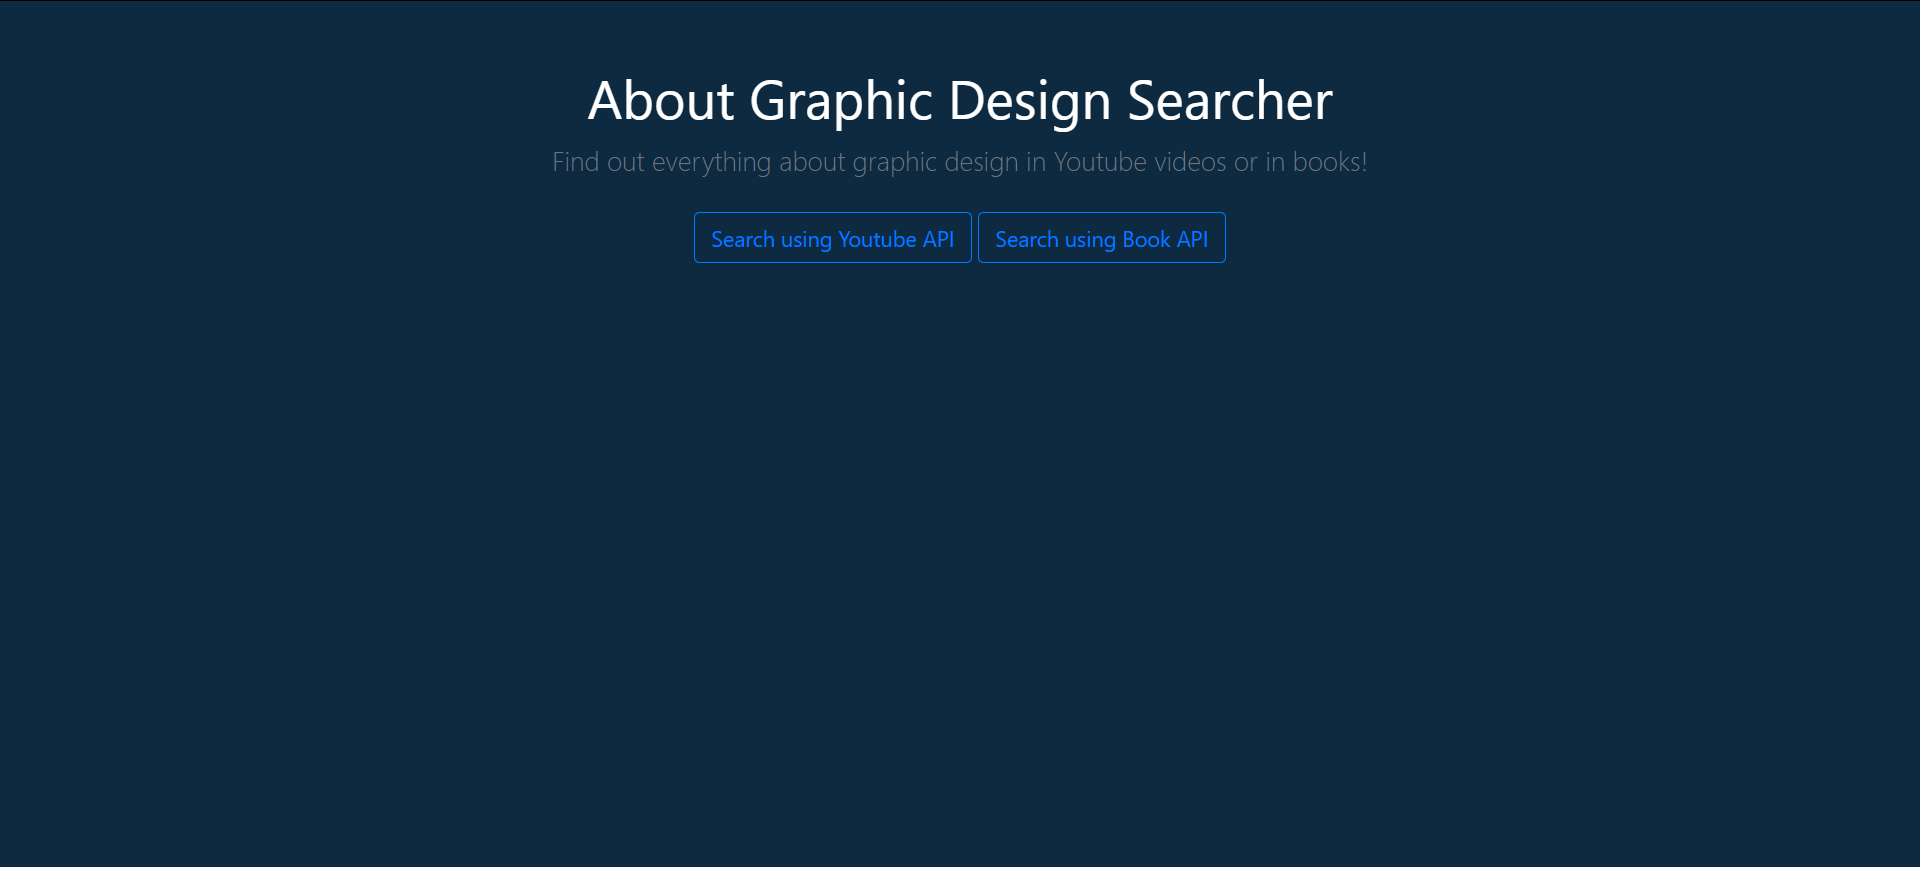 About Graphic Design Searcher
Find out everything about graphic design in Youtube videos or in books!
Search using Youtube API
Search using Book API